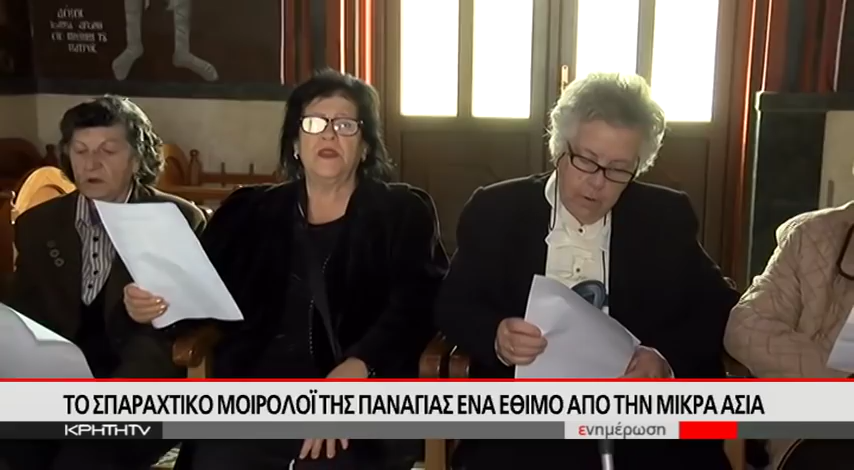 ΤΟ ΣΠΑΡΑΧΤΙΚΟ ΜΟΙΡΟΛΟΪ ΤΗΣ ΠΑΝΑΓΙΑΣ ΕΝΑ ΕΘΙΜΟ ΑΠΟ ΤΗΝ ΜΙΚΡΑ ΑΣΙΑ
ΚΡΗΤΗTV
ενημέρωση